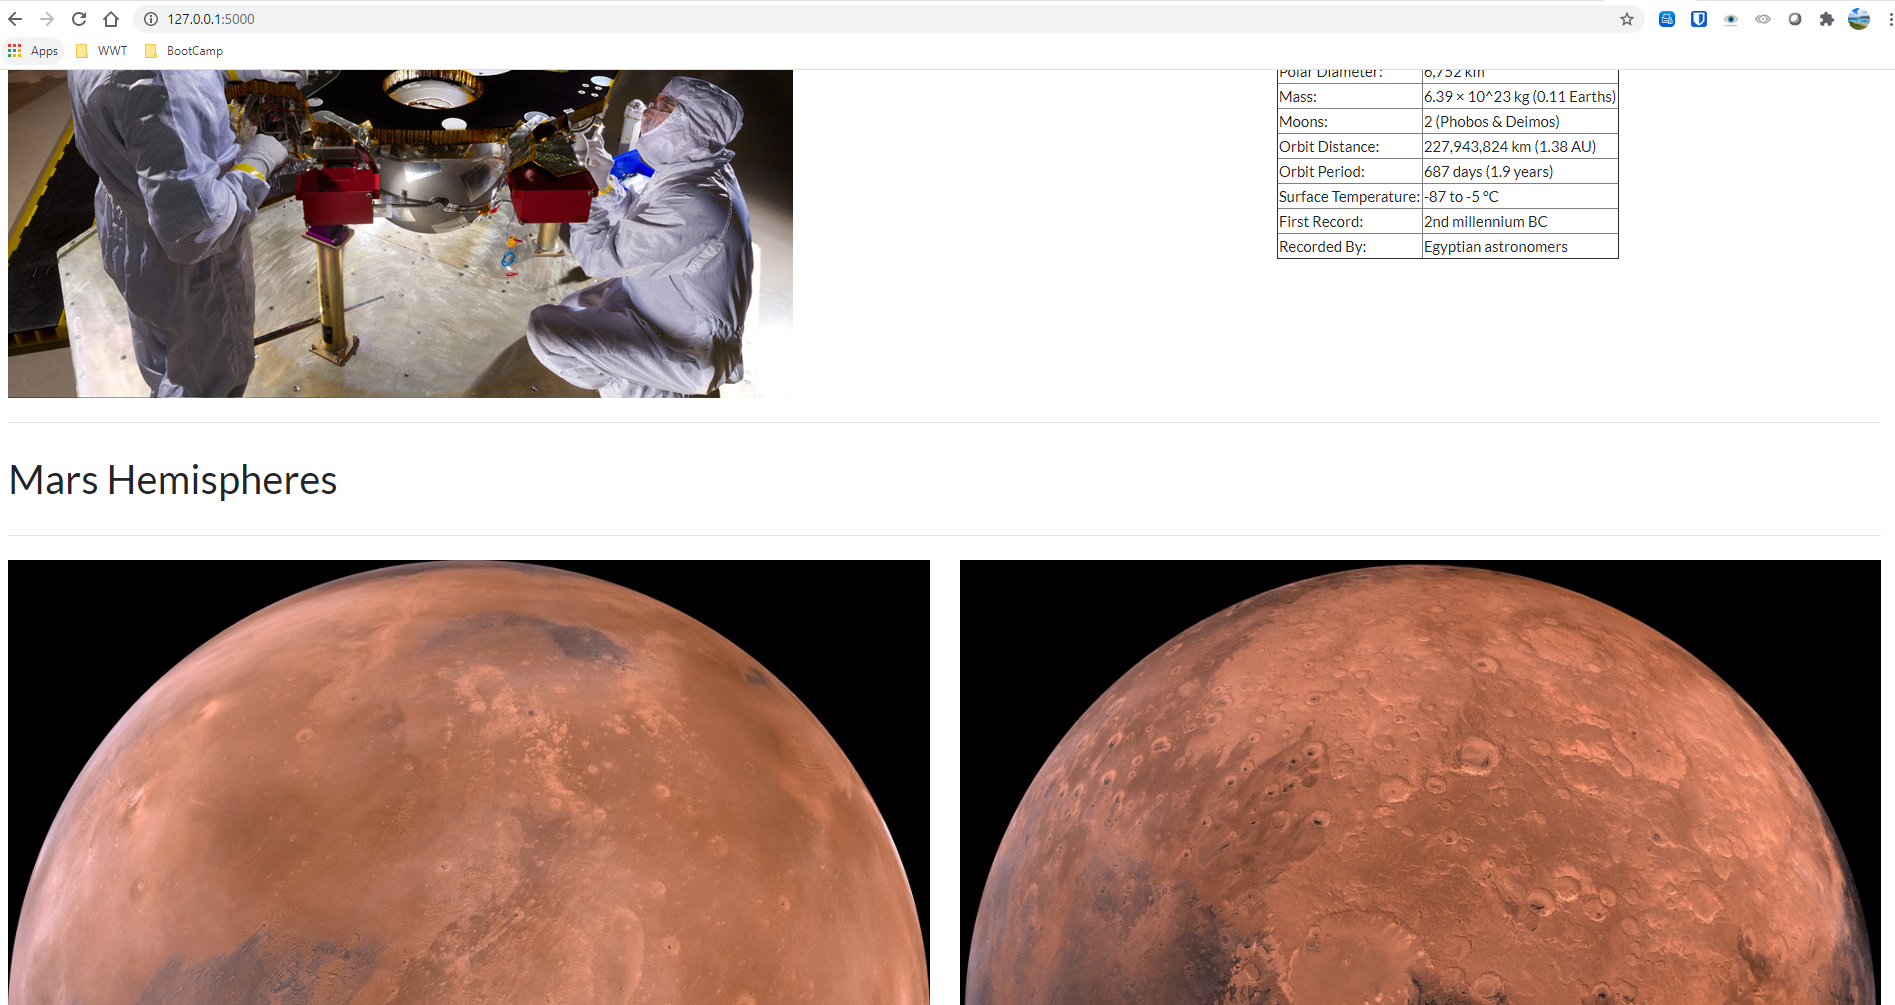 127.0.0.1:5000
Apps WWT BootCamp
Polar Diameter: 6,752 km
Mass: 6.39 × 10^23 kg (0.11 Earths)
Moons: 2 (Phobos & Deimos)
Orbit Distance: 227,943,824 km (1.38 AU)
Orbit Period: 687 days (1.9 years)
Surface Temperature: -87 to -5 °C
First Record: 2nd millennium BC
Recorded By: Egyptian astronomers
Mars Hemispheres